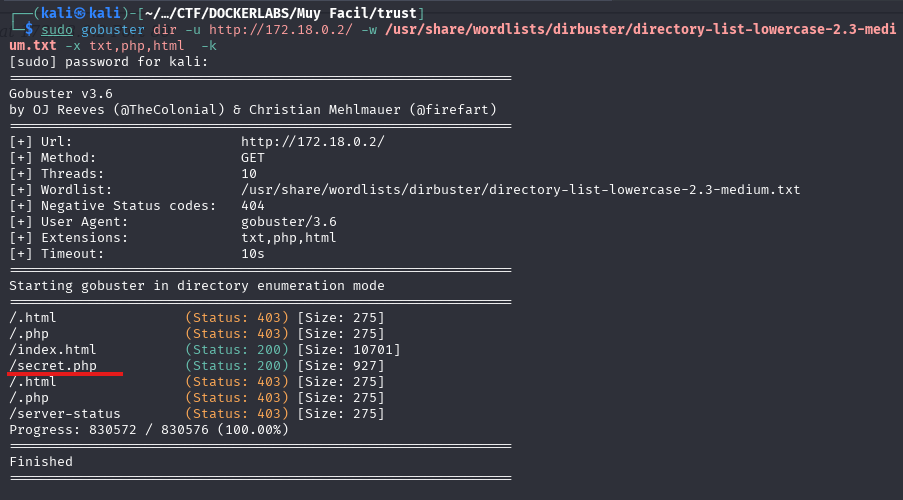 ┌──(kali㉿kali)-[~/…/CTF/DOCKERLABS/Muy Facil/trust]
└─$ sudo gobuster dir -u http://172.18.0.2/ -w /usr/share/wordlists/dirbuster/directory-list-lowercase-2.3-medi
um.txt -x txt,php,html  -k
[sudo] password for kali:
===============================================================
Gobuster v3.6
by OJ Reeves (@TheColonial) & Christian Mehlmauer (@firefart)
===============================================================
[+] Url:                     http://172.18.0.2/
[+] Method:                  GET
[+] Threads:                 10
[+] Wordlist:                /usr/share/wordlists/dirbuster/directory-list-lowercase-2.3-medium.txt
[+] Negative Status codes:   404
[+] User Agent:              gobuster/3.6
[+] Extensions:              txt,php,html
[+] Timeout:                 10s
===============================================================
Starting gobuster in directory enumeration mode
===============================================================
/.html                (Status: 403) [Size: 275]
/.php                 (Status: 403) [Size: 275]
/index.html           (Status: 200) [Size: 10701]
/secret.php           (Status: 200) [Size: 927]
/.html                (Status: 403) [Size: 275]
/.php                 (Status: 403) [Size: 275]
/server-status        (Status: 403) [Size: 275]
Progress: 830572 / 830576 (100.00%)
===============================================================
Finished
===============================================================